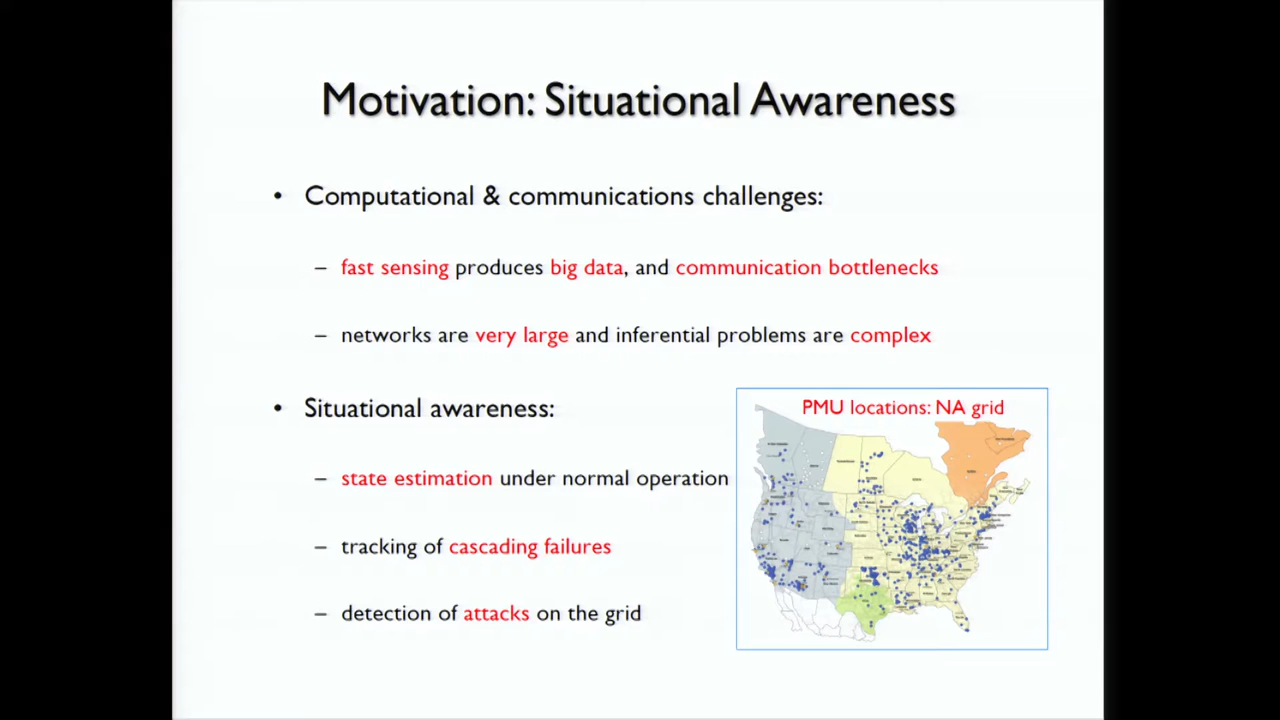 Motivation: Situational Awareness
• Computational & communications challenges:
– fast sensing produces big data, and communication bottlenecks
– networks are very large and inferential problems are complex
• Situational awareness:
PMU locations: NA grid
– state estimation under normal operation
– tracking of cascading failures
– detection of attacks on the grid